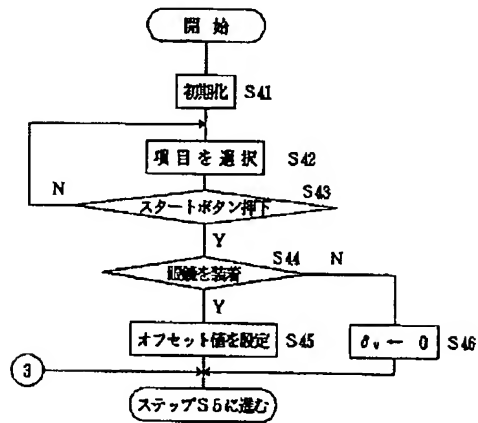 開 始
初期化 S41
項目を選択 S42
N S43
スタートボタン押下
Y
S44 N
眼鏡を装着
Y
オフセット値を設定 S45
θv ← 0 S46
3
ステップS5に進む